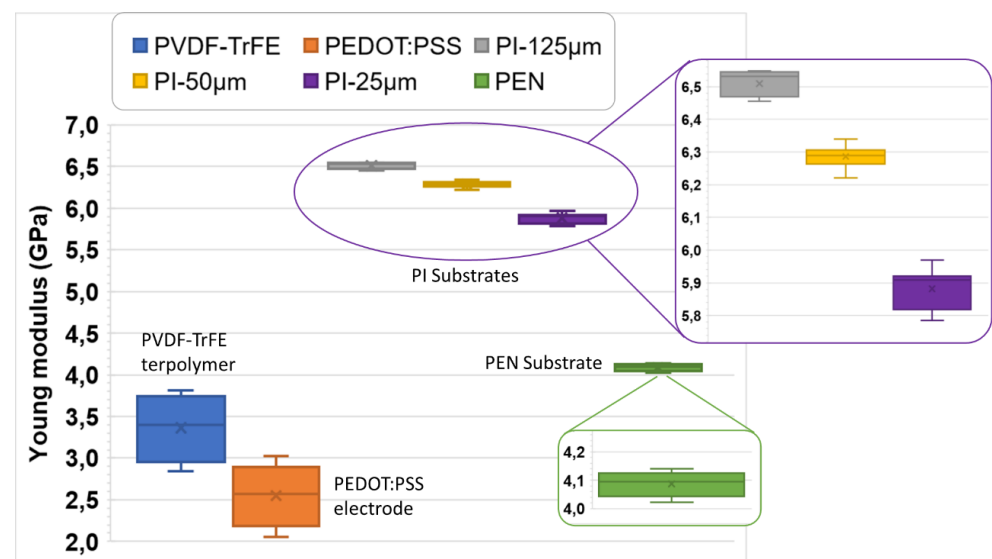 PVDF-TrFE PEDOT:PSS PI-125µm
PI-50µm PI-25µm PEN
Young modulus (GPa)
7,0
6,5
6,0
5,5
5,0
4,5
4,0
3,5
3,0
2,5
2,0
PI Substrates
PVDF-TrFE
terpolymer
PEDOT:PSS
electrode
PEN Substrate
6,5
6,4
6,3
6,2
6,1
6,0
5,9
5,8
4,2
4,1
4,0